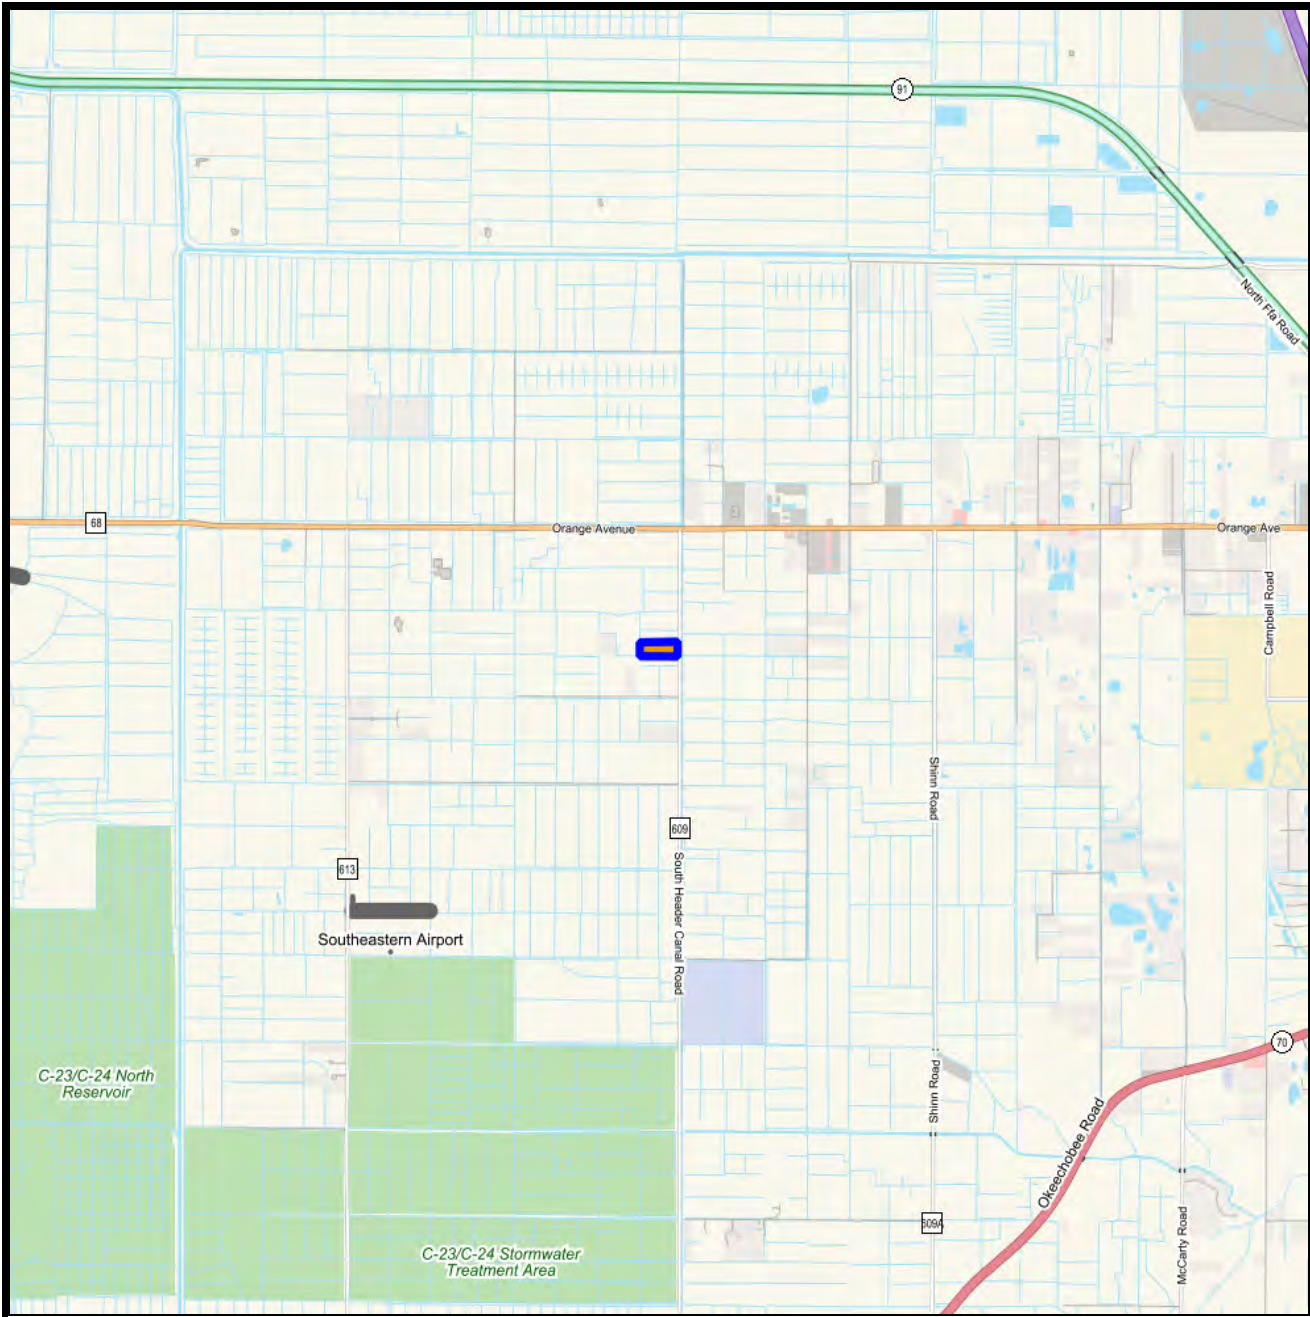 91
North Ffa Road
68
Orange Avenue
Orange Ave
Campbell Road
Shinn Road
609
613
South Header Canal Road
Southeastern Airport
70
C-23/C-24 North
Reservoir
Shinn Road
Okeechobee Road
609A
McCarty Road
C-23/C-24 Stormwater
Treatment Area